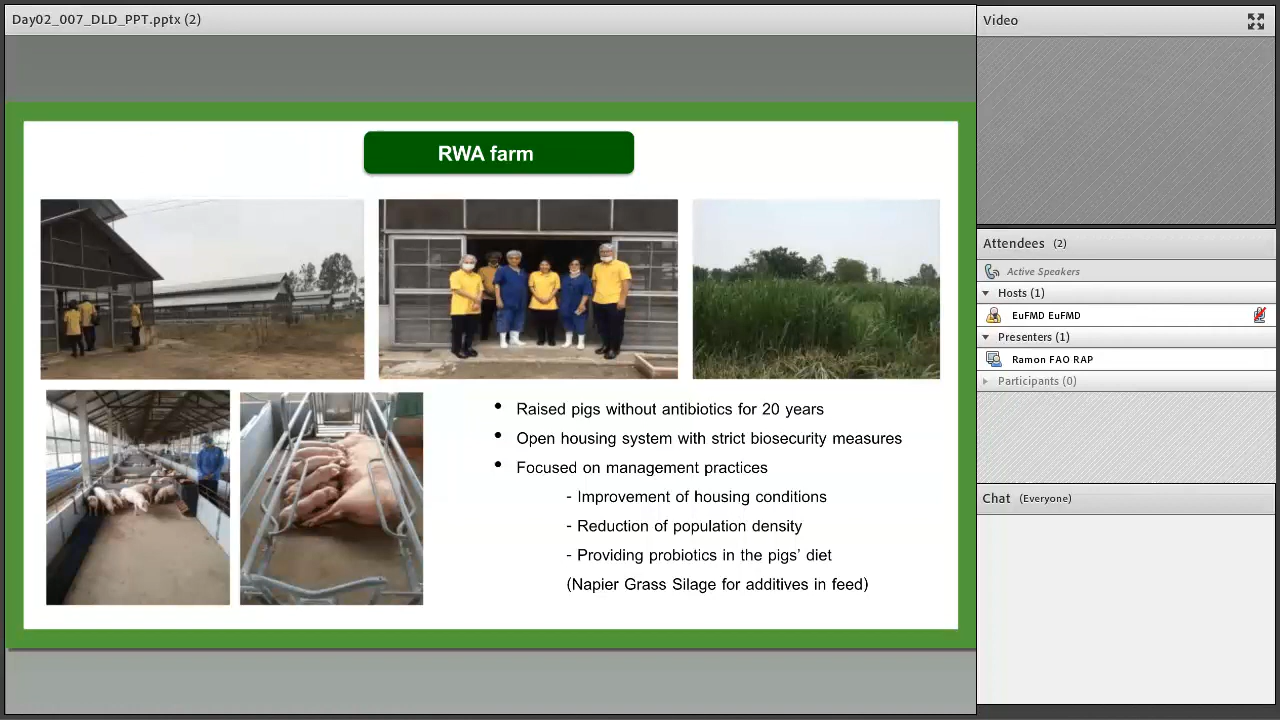 Day02_007_DLD_PPT.pptx (2)
RWA farm
• Raised pigs without antibiotics for 20 years
• Open housing system with strict biosecurity measures
• Focused on management practices
- Improvement of housing conditions
- Reduction of population density
- Providing probiotics in the pigs’ diet
(Napier Grass Silage for additives in feed)
Video
Attendees (2)
Active Speakers
Hosts (1)
EuFMD EuFMD
Presenters (1)
Ramon FAO RAP
Participants (0)
Chat (Everyone)